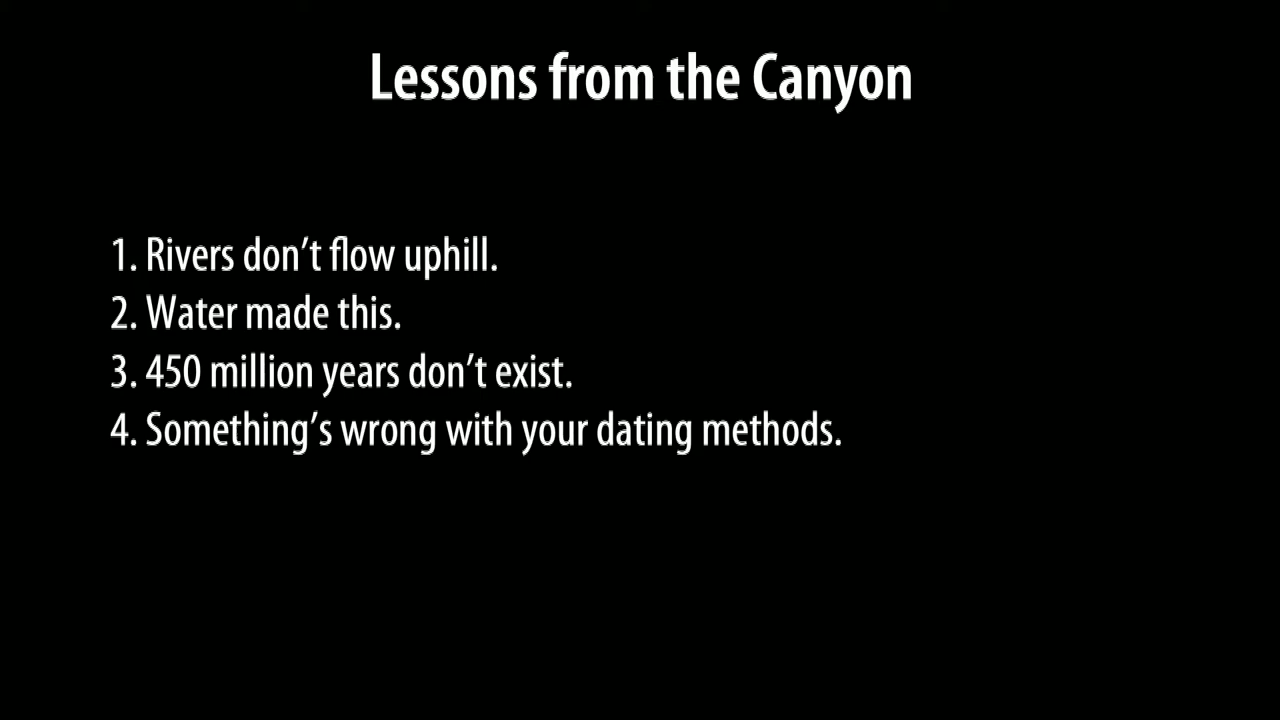 Lessons from the Canyon
1. Rivers don’t flow uphill.
2. Water made this.
3. 450 million years don’t exist.
4. Something’s wrong with your dating methods.